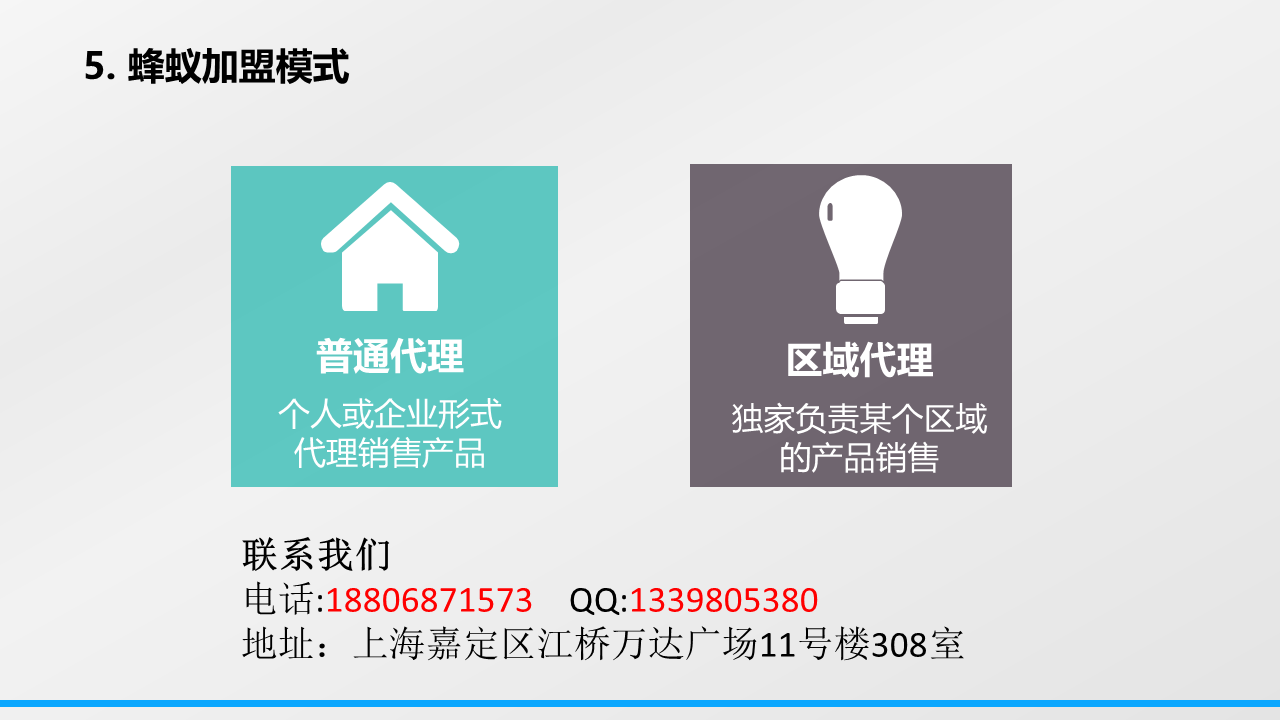 5. 蜂蚁加盟模式
普通代理
个人或企业形式
代理销售产品
区域代理
独家负责某个区域
的产品销售
联系我们
电话:18806871573 QQ:1339805380
地址：上海嘉定区江桥万达广场11号楼308室